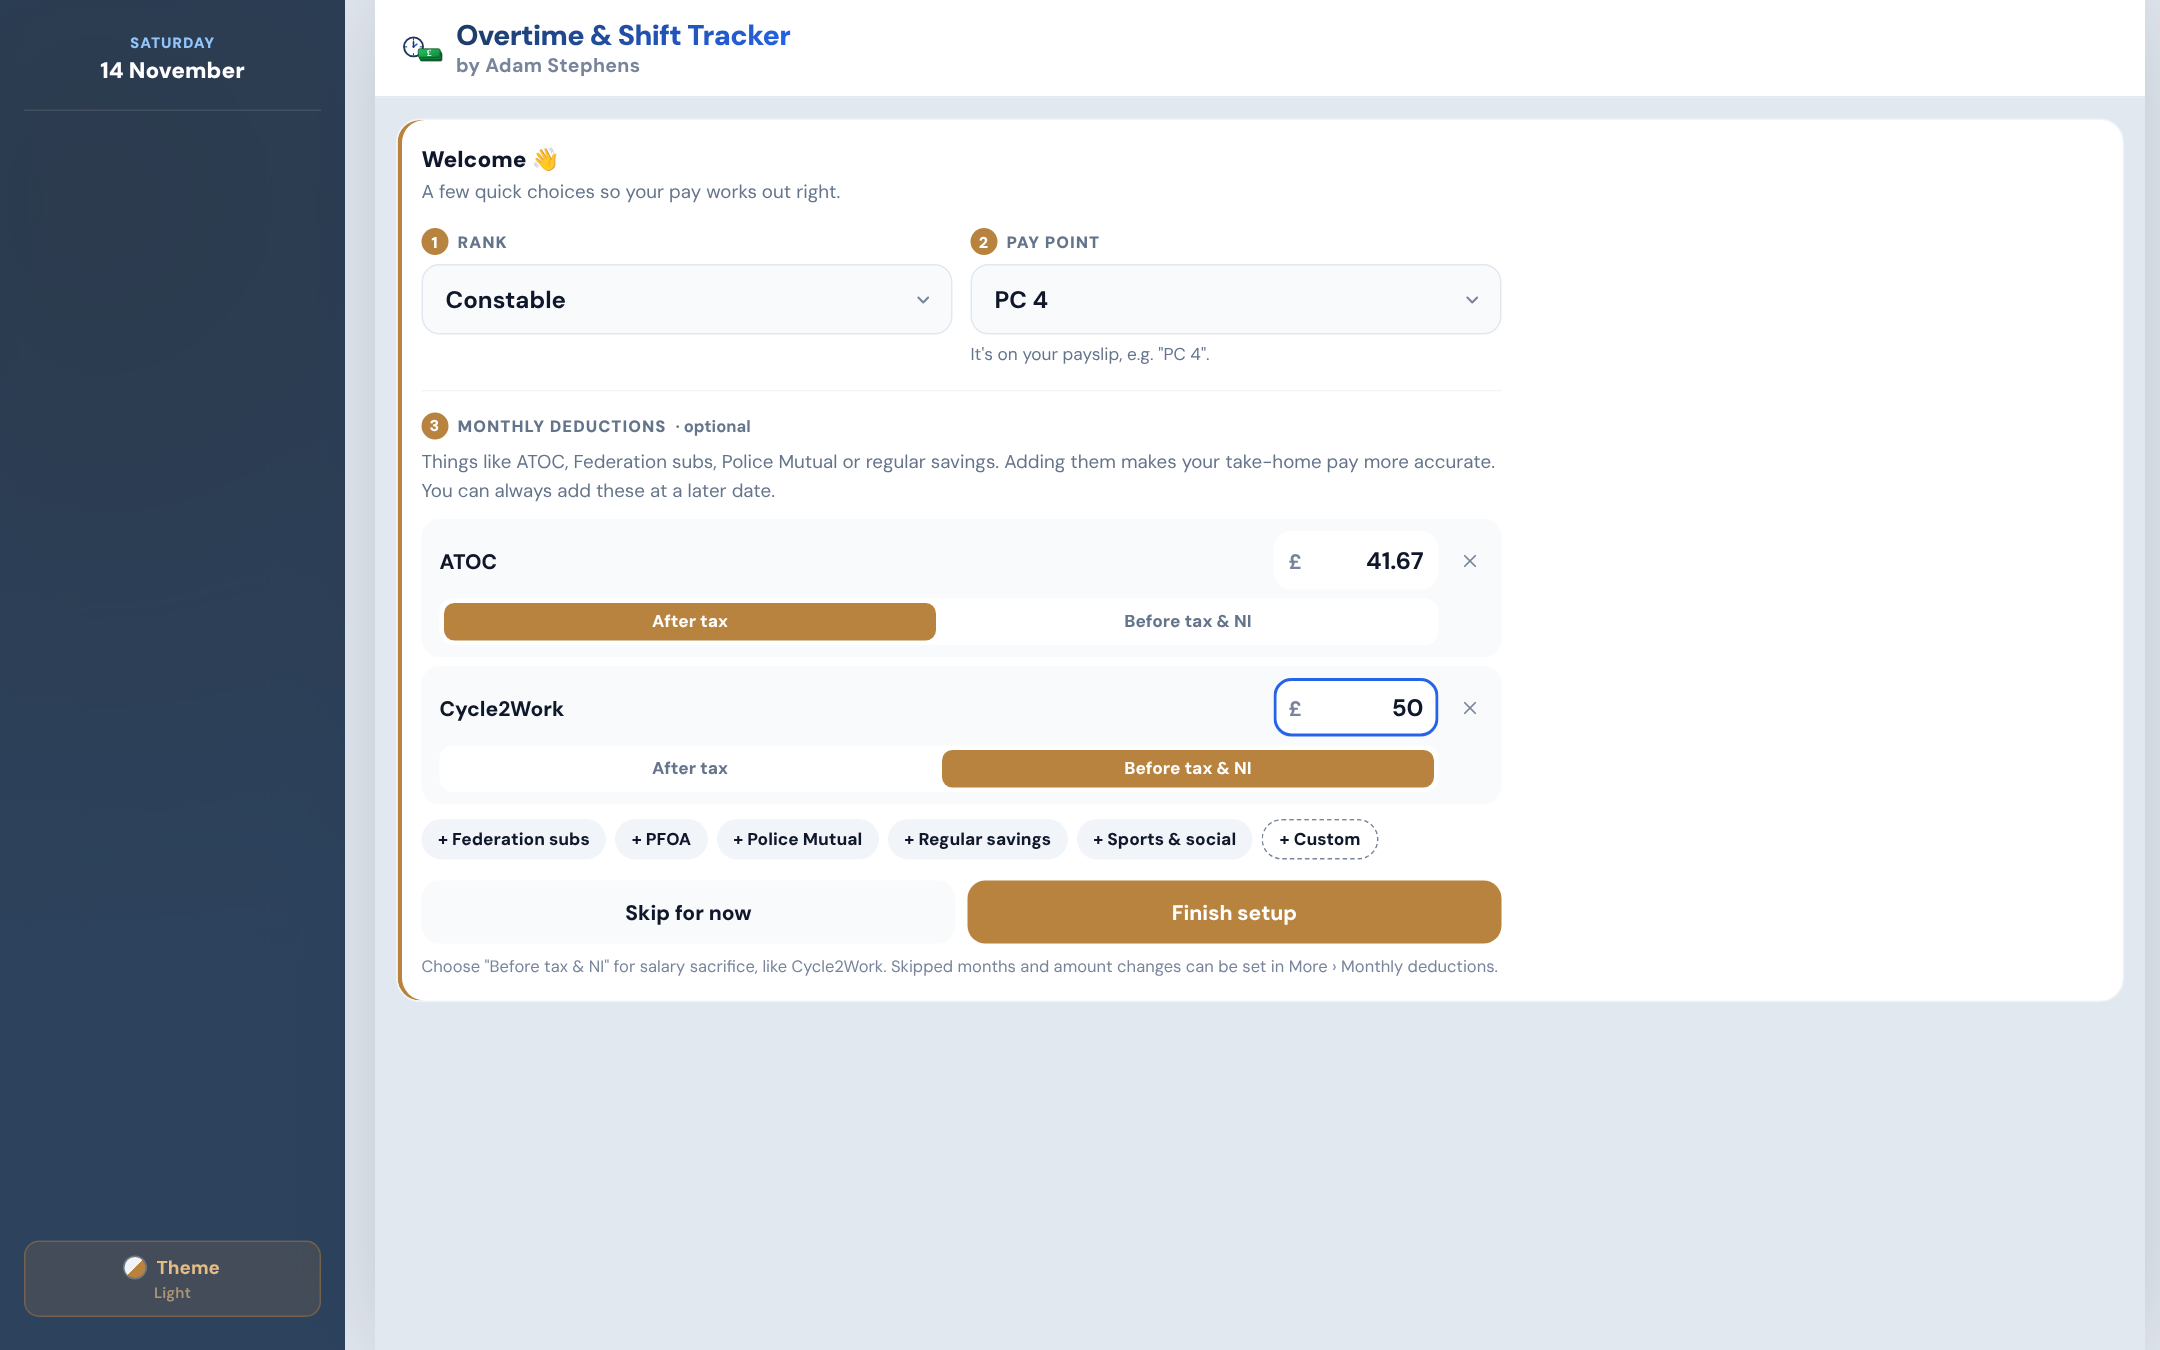 SATURDAY
14 November
Overtime & Shift Tracker
by Adam Stephens
Welcome 👋
A few quick choices so your pay works out right.
1 RANK
2 PAY POINT
Constable
PC 4
It's on your payslip, e.g. "PC 4".
3 MONTHLY DEDUCTIONS · optional
Things like ATOC, Federation subs, Police Mutual or regular savings. Adding them makes your take-home pay more accurate.
You can always add these at a later date.
ATOC
£ 41.67
After tax
Before tax & NI
Cycle2Work
£ 50
After tax
Before tax & NI
+ Federation subs
+ PFOA
+ Police Mutual
+ Regular savings
+ Sports & social
+ Custom
Skip for now
Finish setup
Choose "Before tax & NI" for salary sacrifice, like Cycle2Work. Skipped months and amount changes can be set in More › Monthly deductions.
Theme
Light